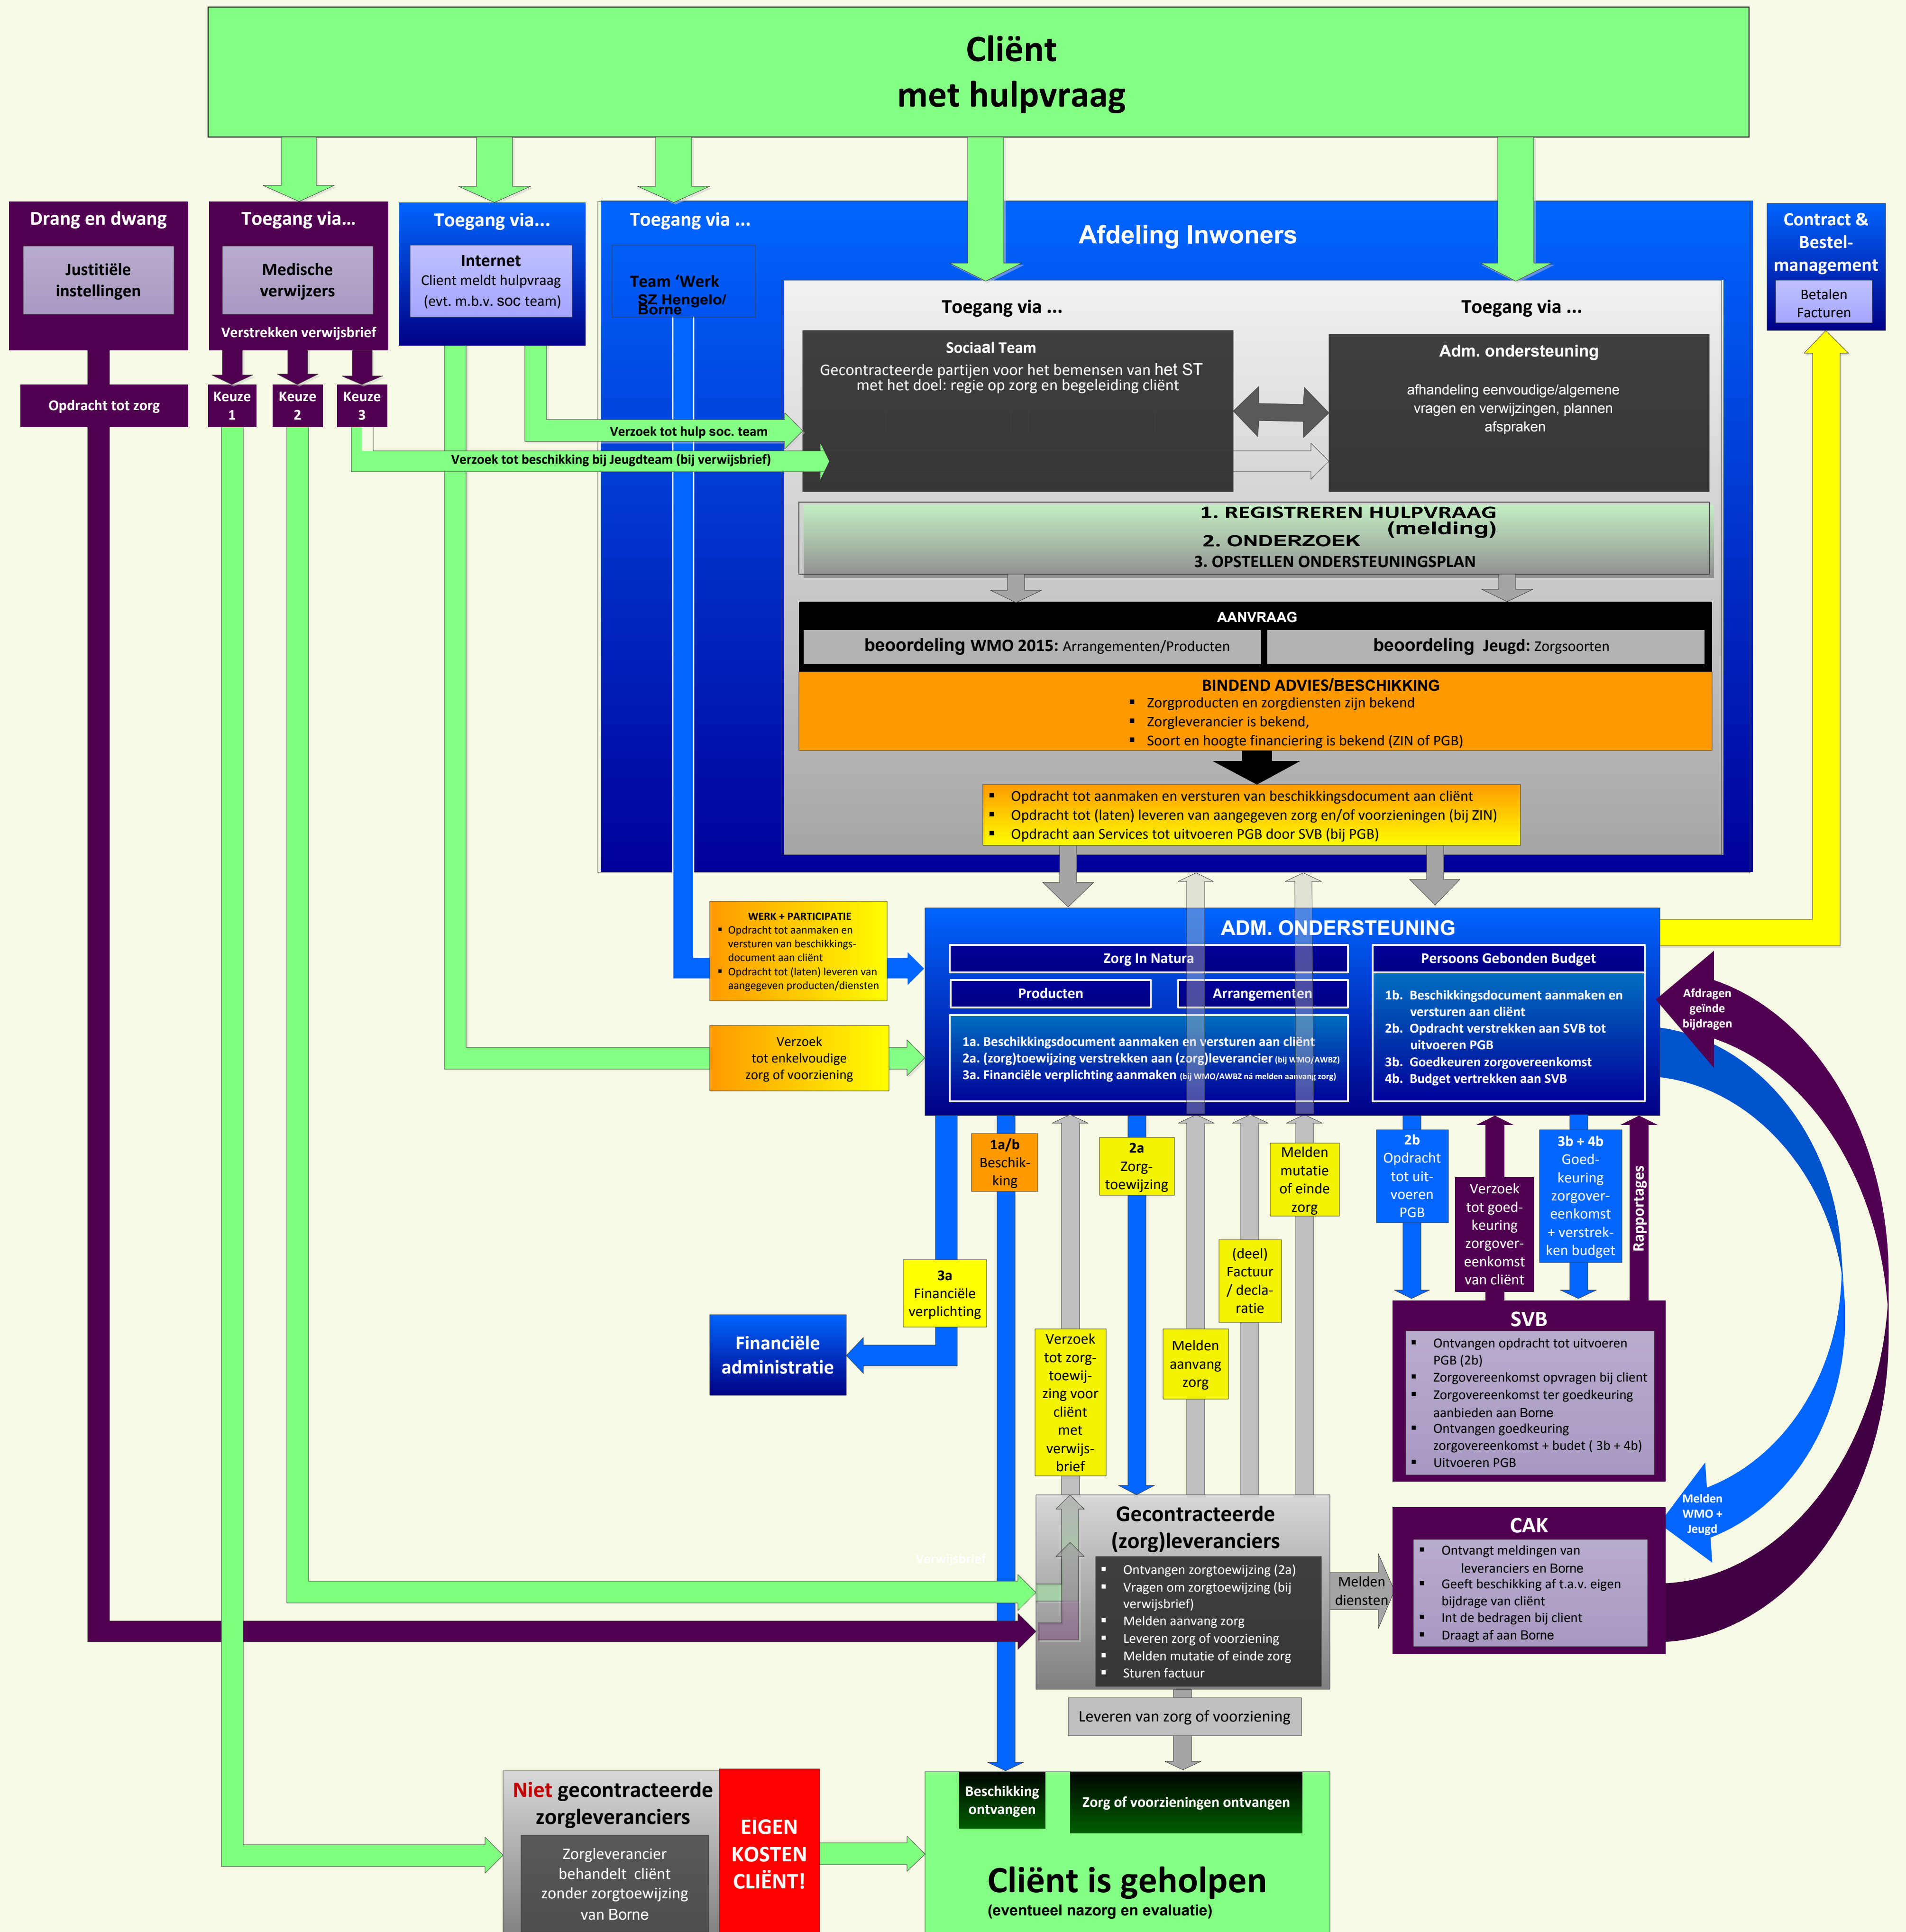 Cliënt
met hulpvraag
Drang en dwang
Justitiële
instellingen
Opdracht tot zorg
Toegang via...
Medische
verwijzers
Verstrekken verwijsbrief
Keuze
1
Keuze
2
Keuze
3
Toegang via...
Internet
Client meldt hulpvraag
(evt. m.b.v. soc team)
Toegang via ...
Team ‘Werk
SZ Hengelo/
Borne
Afdeling Inwoners
Contract &
Bestel-
management
Betalen
Facturen
Toegang via ...
Sociaal Team
Gecontracteerde partijen voor het bemensen van het ST
met het doel: regie op zorg en begeleiding cliënt
Toegang via ...
Adm. ondersteuning
afhandeling eenvoudige/algemene
vragen en verwijzingen, plannen
afspraken
Verzoek tot hulp soc. team
Verzoek tot beschikking bij Jeugdteam (bij verwijsbrief)
1. REGISTREREN HULPVRAAG
(melding)
2. ONDERZOEK
3. OPSTELLEN ONDERSTEUNINGSPLAN
AANVRAAG
beoordeling WMO 2015: Arrangementen/Producten
beoordeling Jeugd: Zorgsoorten
BINDEND ADVIES/BESCHIKKING
▪ Zorgproducten en zorgdiensten zijn bekend
▪ Zorgleverancier is bekend,
▪ Soort en hoogte financiering is bekend (ZIN of PGB)
▪ Opdracht tot aanmaken en versturen van beschikkingsdocument aan cliënt
▪ Opdracht tot (laten) leveren van aangegeven zorg en/of voorzieningen (bij ZIN)
▪ Opdracht aan Services tot uitvoeren PGB door SVB (bij PGB)
WERK + PARTICIPATIE
▪ Opdracht tot aanmaken en
versturen van beschikkings-
document aan cliënt
▪ Opdracht tot (laten) leveren van
aangegeven producten/diensten
Verzoek
tot enkelvoudige
zorg of voorziening
ADM. ONDERSTEUNING
Zorg In Natura
Producten
Arrangementen
1a. Beschikkingsdocument aanmaken en versturen aan cliënt
2a. (zorg)toewijzing verstrekken aan (zorg)leverancier (bij WMO/AWBZ)
3a. Financiële verplichting aanmaken (bij WMO/AWBZ ná melden aanvang zorg)
Persoons Gebonden Budget
1b. Beschikkingsdocument aanmaken en
versturen aan cliënt
2b. Opdracht verstrekken aan SVB tot
uitvoeren PGB
3b. Goedkeuren zorgovereenkomst
4b. Budget vertrekken aan SVB
Afdragen
geïnde
bijdragen
1a/b
Beschik-
king
2a
Zorg-
toewijzing
Melden
mutatie
of einde
zorg
2b
Opdracht
tot uit-
voeren
PGB
Verzoek
tot goed-
keuring
zorgover-
eenkomst
van cliënt
3b + 4b
Goed-
keuring
zorgover-
eenkomst
+ verstrek-
ken budget
Rapportages
3a
Financiële
verplichting
(deel)
Factuur
/ decla-
ratie
Financiële
administratie
Verzoek
tot zorg-
toewij-
zing voor
cliënt
met
verwijs-
brief
Melden
aanvang
zorg
SVB
▪ Ontvangen opdracht tot uitvoeren
PGB (2b)
▪ Zorgovereenkomst opvragen bij client
▪ Zorgovereenkomst ter goedkeuring
aanbieden aan Borne
▪ Ontvangen goedkeuring
zorgovereenkomst + budet ( 3b + 4b)
▪ Uitvoeren PGB
Melden
WMO +
Jeugd
Verwijsbrief
Gecontracteerde
(zorg)leveranciers
▪ Ontvangen zorgtoewijzing (2a)
▪ Vragen om zorgtoewijzing (bij
verwijsbrief)
▪ Melden aanvang zorg
▪ Leveren zorg of voorziening
▪ Melden mutatie of einde zorg
▪ Sturen factuur
Melden
diensten
CAK
▪ Ontvangt meldingen van
leveranciers en Borne
▪ Geeft beschikking af t.a.v. eigen
bijdrage van cliënt
▪ Int de bedragen bij client
▪ Draagt af aan Borne
Leveren van zorg of voorziening
Niet gecontracteerde
zorgleveranciers
Zorgleverancier
behandelt cliënt
zonder zorgtoewijzing
van Borne
EIGEN
KOSTEN
CLIËNT!
Beschikking
ontvangen
Zorg of voorzieningen ontvangen
Cliënt is geholpen
(eventueel nazorg en evaluatie)